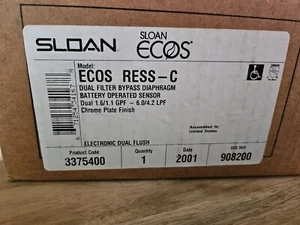 SLOAN
SLOAN
ECOS
Model:
ECOS RESS-C
DUAL FILTER BYPASS DIAPHRAGM
BATTERY OPERATED SENSOR
Dual 1.6/1.1 GPF - 6.0/4.2 LPF
Chrome Plate Finish
Assembled In:
United States
ELECTRONIC DUAL FLUSH
Product Code
Quantity
Date
3375400
1
2001
908200